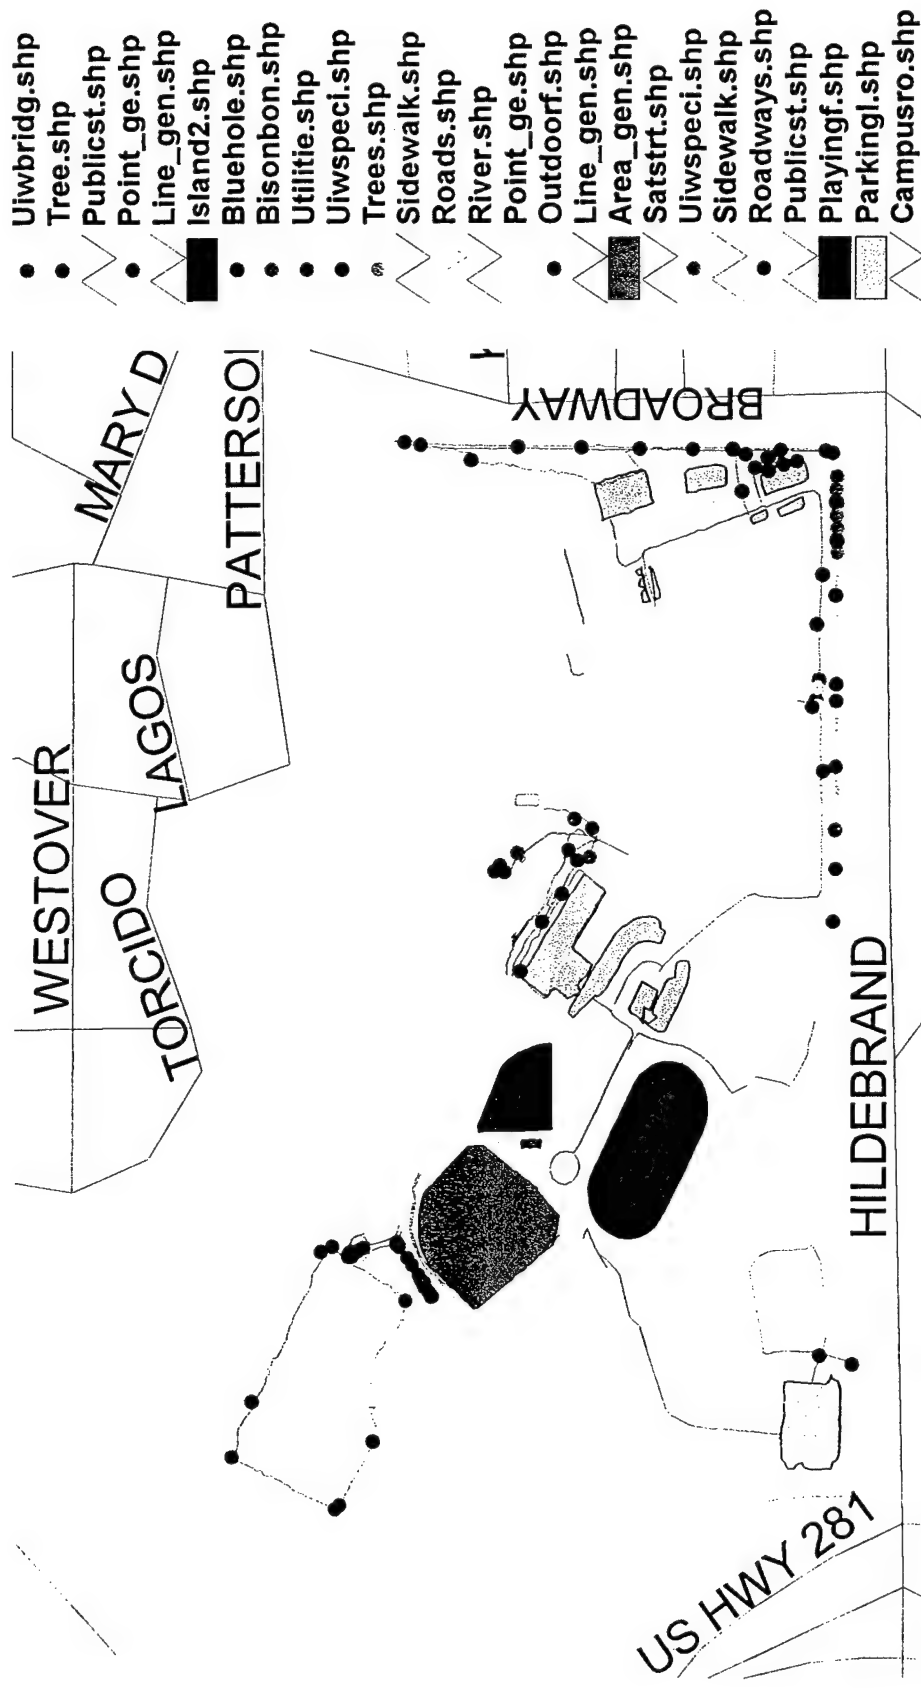 Uiwbridg.shp
Tree.shp
Publicst.shp
Point_ge.shp
Line_gen.shp
Island2.shp
Bluehole.shp
Bisonbon.shp
Utilitie.shp
Uiwspeci.shp
Trees.shp
Sidewalk.shp
Roads.shp
River.shp
Point_ge.shp
Outdoorf.shp
Line_gen.shp
Area_gen.shp
Satstrt.shp
Uiwspeci.shp
Sidewalk.shp
Roadways.shp
Publicst.shp
Playingf.shp
Parkingl.shp
Campusro.shp
MARY D
PATTERSO
BROADWAY
WESTOVER
LAGOS
TORCIDO
HILDEBRAND
US HWY 281